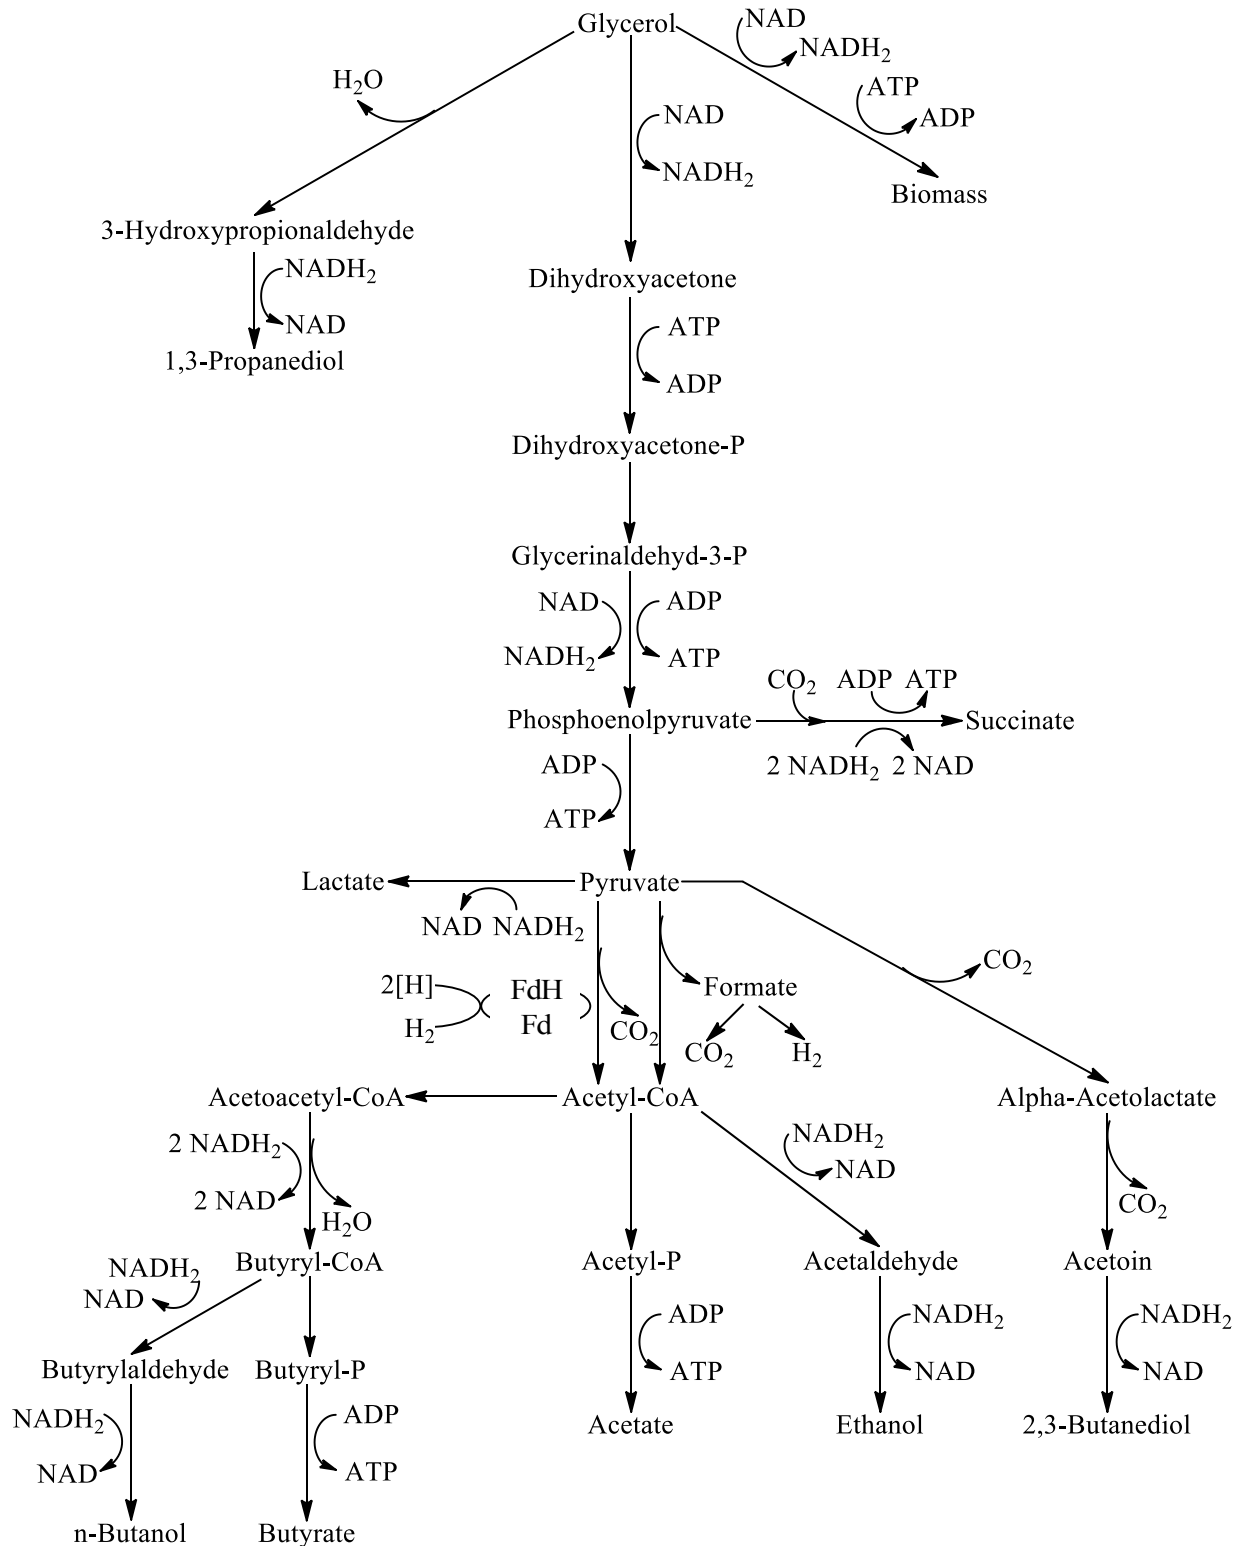 Glycerol
NAD
NADH₂
ATP
ADP
Biomass
H₂O
NAD
NADH₂
3-Hydroxypropionaldehyde
NADH₂
NAD
1,3-Propanediol
Dihydroxyacetone
ATP
ADP
Dihydroxyacetone-P
Glycerinaldehyd-3-P
NAD
ADP
NADH₂
ATP
Phosphoenolpyruvate
CO₂
ADP ATP
Succinate
2 NADH₂ 2 NAD
ADP
ATP
Lactate
Pyruvate
NAD NADH₂
2[H]
FdH
H₂
Fd
CO₂
Formate
CO₂
H₂
CO₂
Acetoacetyl-CoA
Acetyl-CoA
Alpha-Acetolactate
2 NADH₂
2 NAD
H₂O
NADH₂
NAD
CO₂
NADH₂
NAD
Butyryl-CoA
Acetyl-P
Acetaldehyde
Acetoin
ADP
ATP
NADH₂
NAD
NADH₂
NAD
Butyrylaldehyde
Butyryl-P
Acetate
Ethanol
2,3-Butanediol
NADH₂
NAD
ADP
ATP
n-Butanol
Butyrate